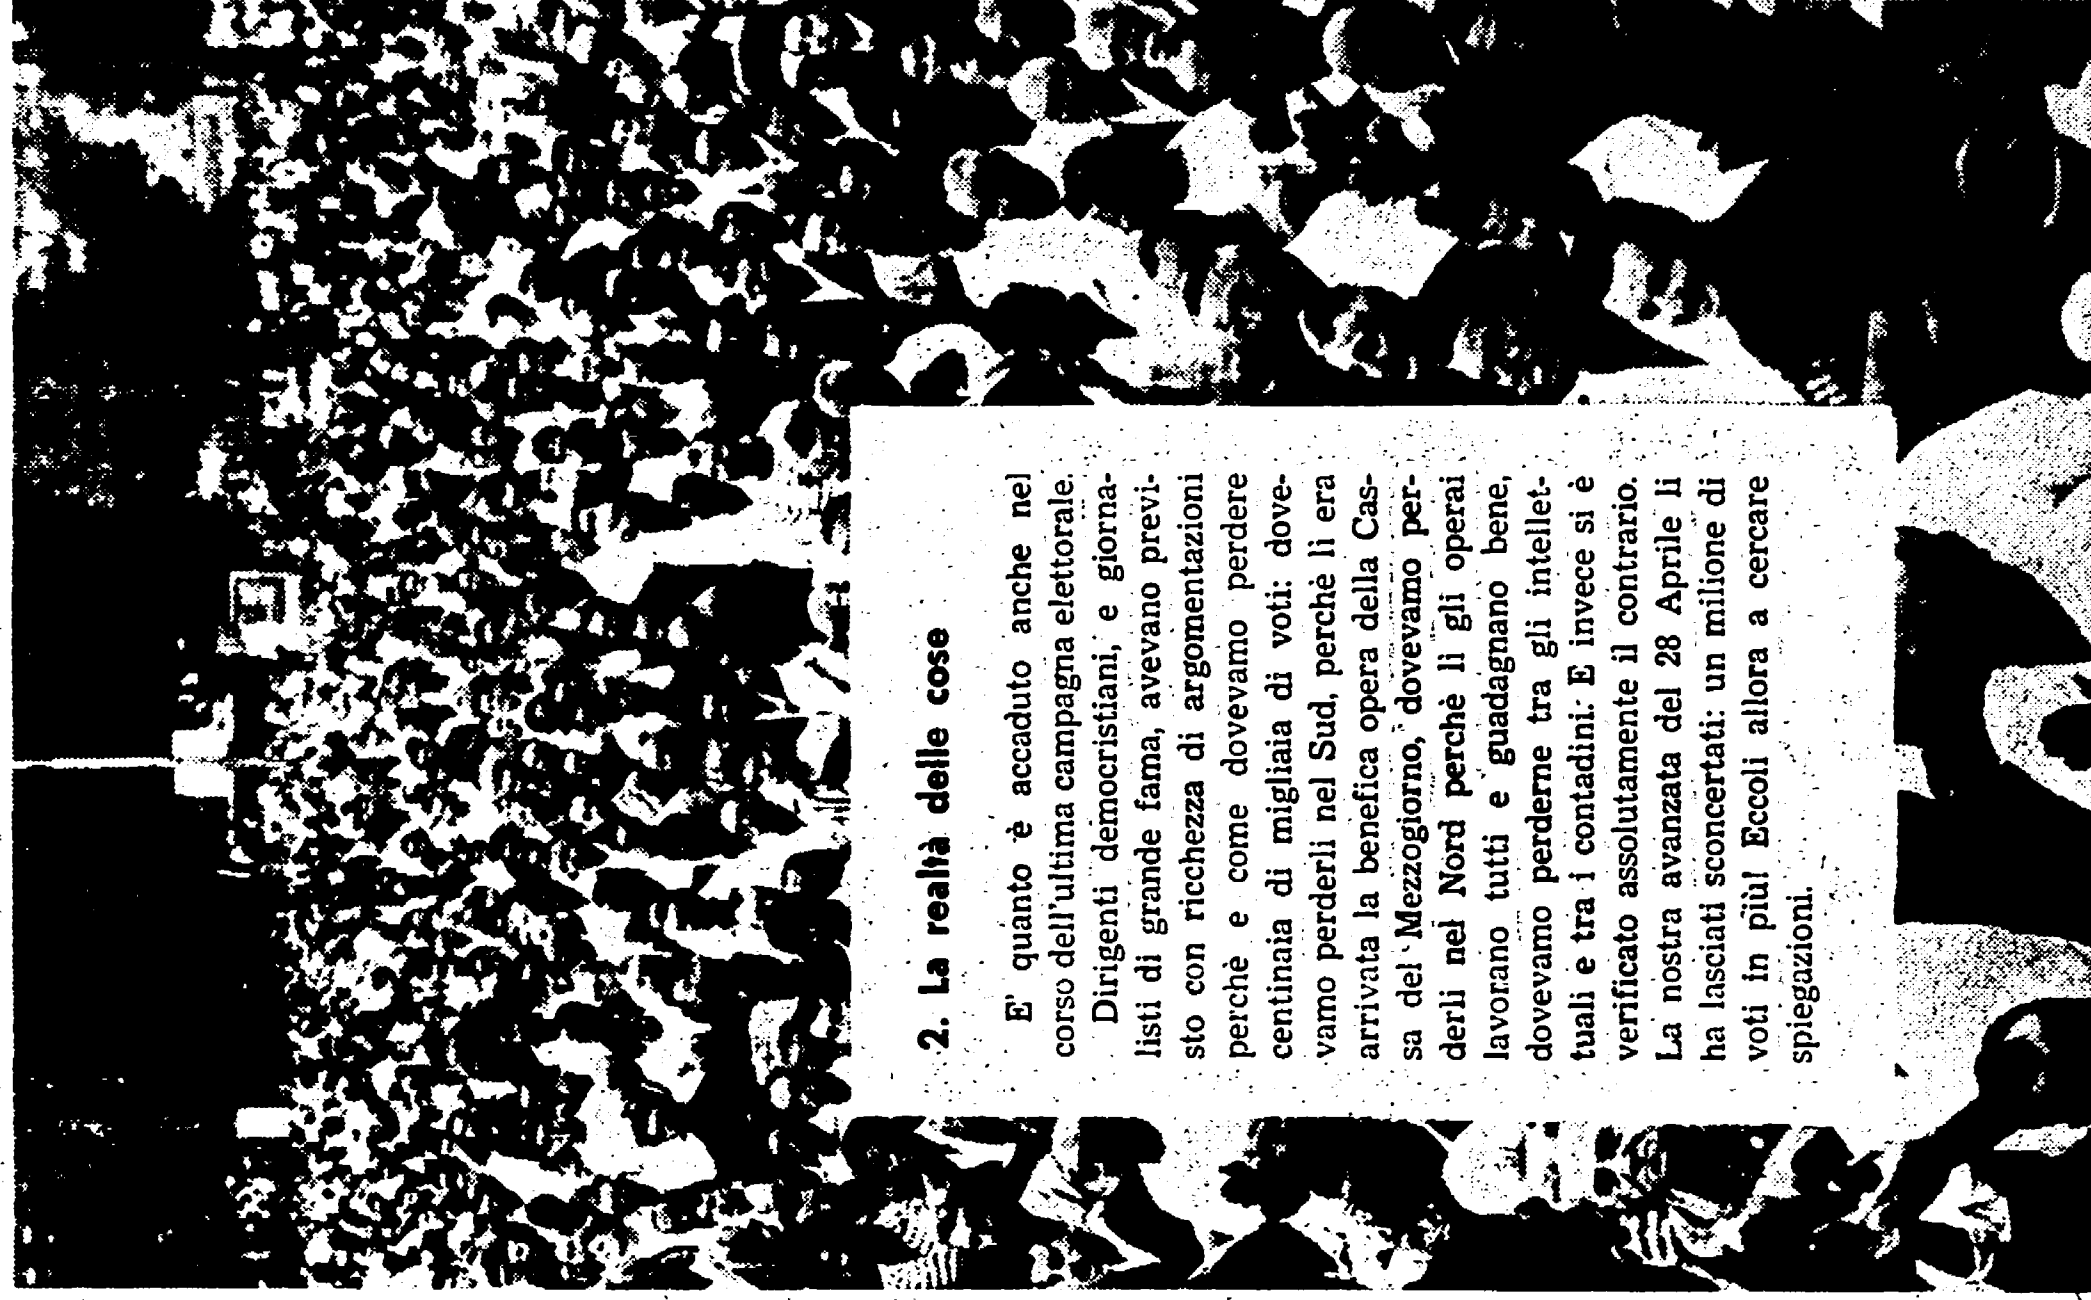 2. La realtà delle cose
E' quanto è accaduto anche nel
corso dell'ultima campagna elettorale.
Dirigenti democristiani, e giorna-
listi di grande fama, avevano previ-
sto con ricchezza di argomentazioni
perchè e come dovevamo perdere
centinaia di migliaia di voti: dove-
vamo perderli nel Sud, perchè lì era
arrivata la benefica opera della Cas-
sa del Mezzogiorno, dovevamo per-
derli nel Nord perchè lì gli operai
lavorano tutti e guadagnano bene,
dovevamo perderne tra gli intellet-
tuali e tra i contadini. E invece si è
verificato assolutamente il contrario.
La nostra avanzata del 28 Aprile li
ha lasciati sconcertati: un milione di
voti in più! Eccoli allora a cercare
spiegazioni.